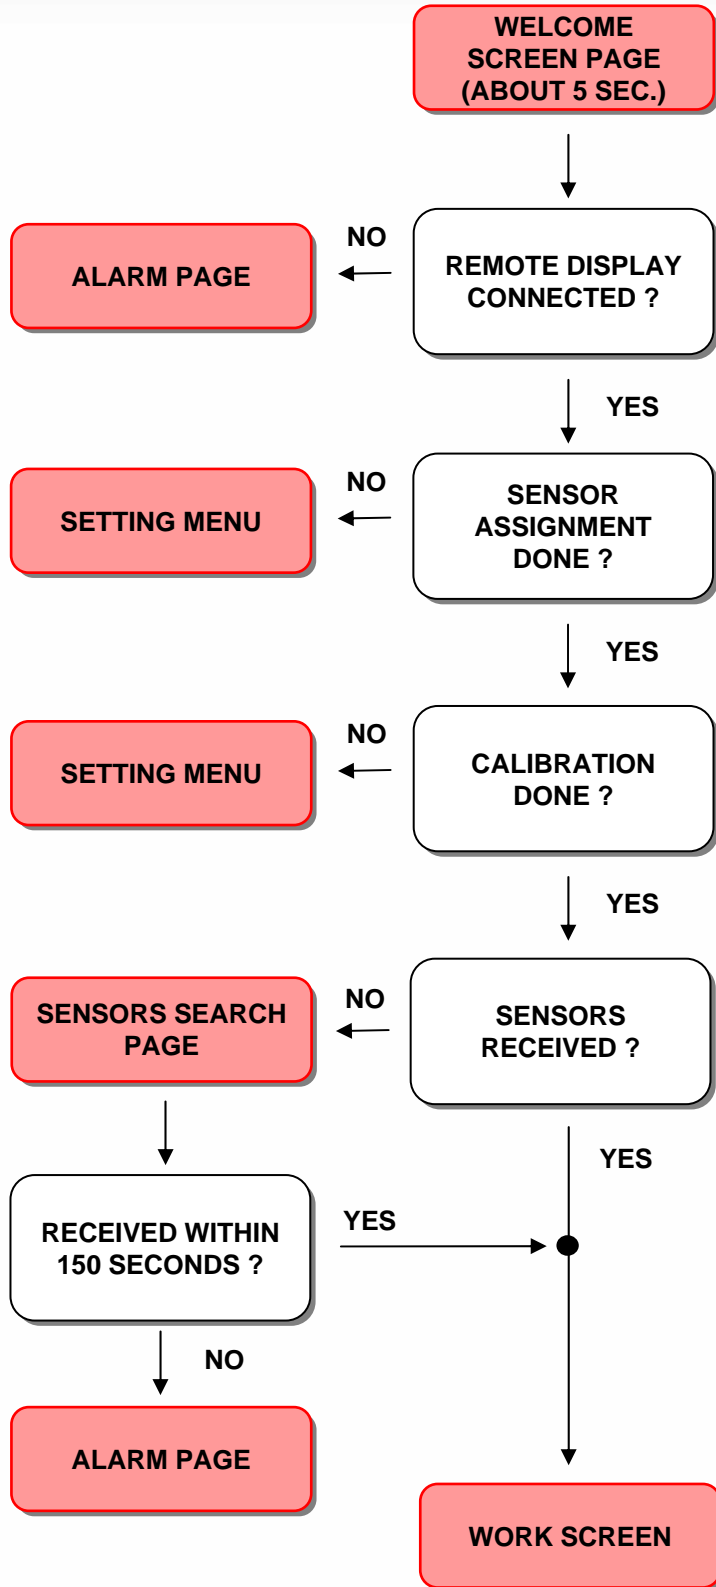 WELCOME
SCREEN PAGE
(ABOUT 5 SEC.)
NO
ALARM PAGE
REMOTE DISPLAY
CONNECTED ?
YES
NO
SETTING MENU
SENSOR
ASSIGNMENT
DONE ?
YES
NO
SETTING MENU
CALIBRATION
DONE ?
YES
NO
SENSORS SEARCH
PAGE
SENSORS
RECEIVED ?
YES
RECEIVED WITHIN
150 SECONDS ?
YES
NO
ALARM PAGE
WORK SCREEN